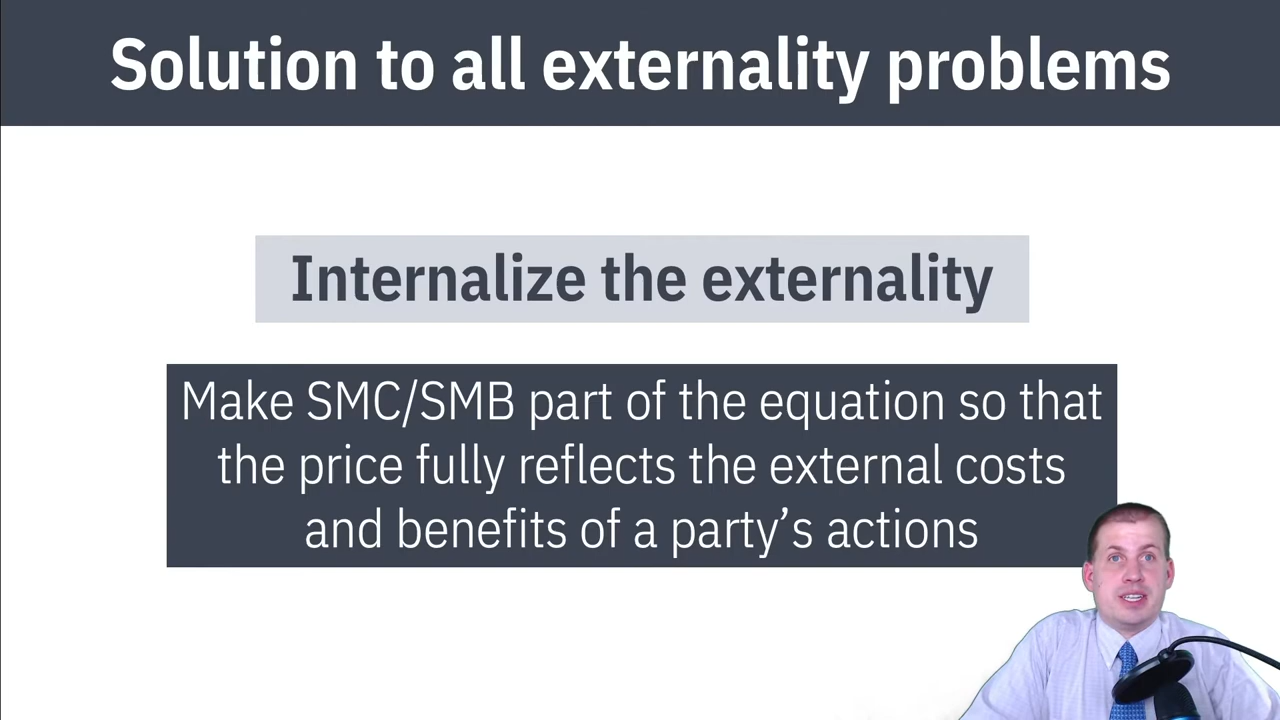 Solution to all externality problems
Internalize the externality
Make SMC/SMB part of the equation so that
the price fully reflects the external costs
and benefits of a party’s actions